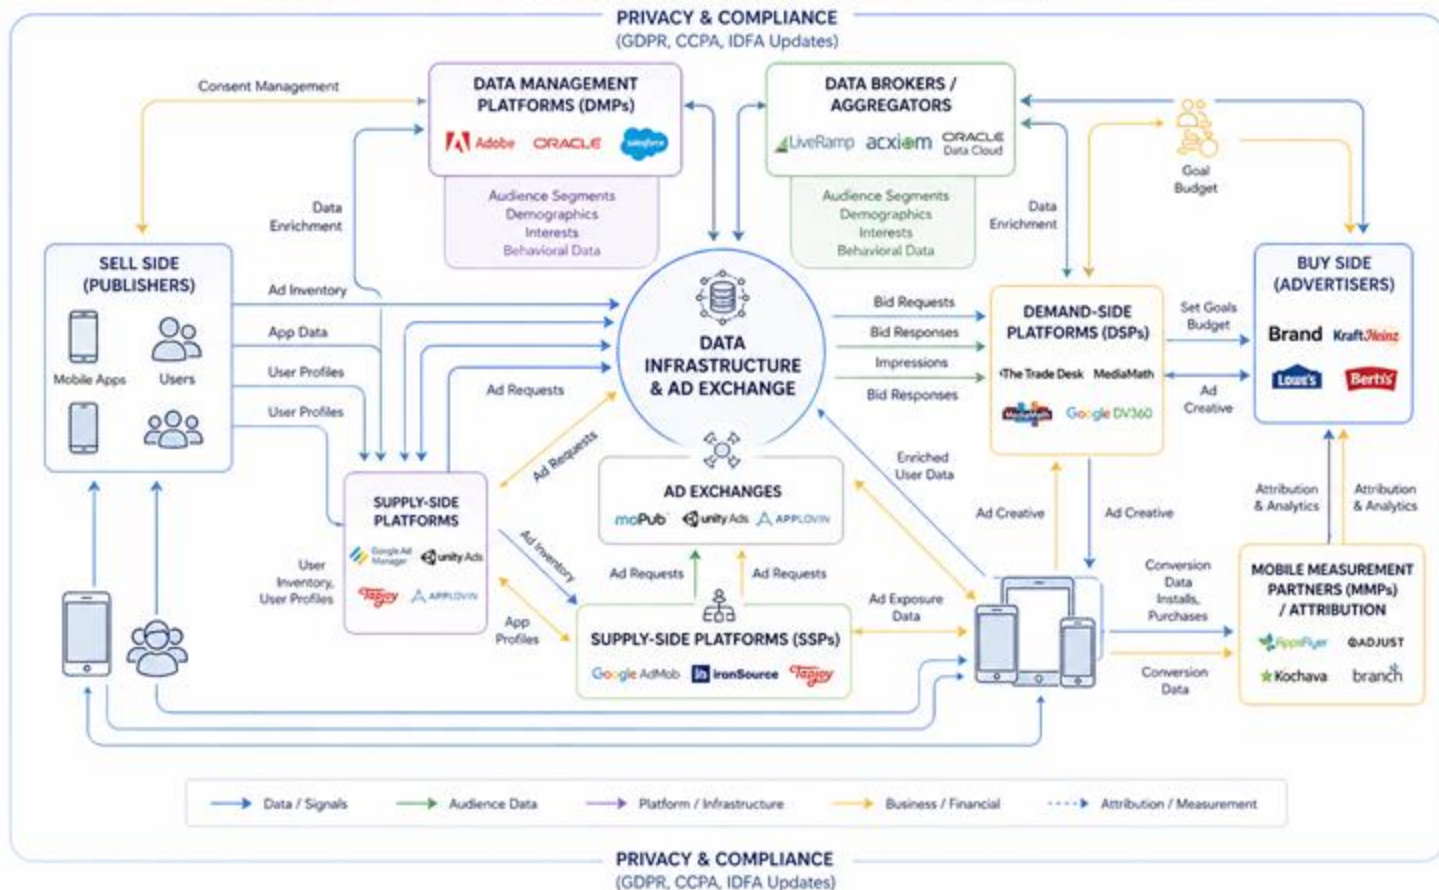 PRIVACY & COMPLIANCE
(GDPR, CCPA, IDFA Updates)
Consent Management
DATA MANAGEMENT
PLATFORMS (DMPs)
Adobe
ORACLE
salesforce
Audience Segments
Demographics
Interests
Behavioral Data
DATA BROKERS /
AGGREGATORS
LiveRamp
acxiom
ORACLE
Data Cloud
Audience Segments
Demographics
Interests
Behavioral Data
Goal
Budget
Data
Enrichment
Data
Enrichment
SELL SIDE
(PUBLISHERS)
Mobile Apps
Users
Ad Inventory
App Data
User Profiles
User Profiles
Ad Requests
DATA
INFRASTRUCTURE
& AD EXCHANGE
Bid Requests
Bid Responses
Impressions
Bid Responses
DEMAND-SIDE
PLATFORMS (DSPs)
The Trade Desk
MediaMath
MediaMath
Google DV360
Set Goals
Budget
Ad
Creative
BUY SIDE
(ADVERTISERS)
Brand
KraftHeinz
LOWE'S
Berti's
Ad Requests
Enriched
User Data
SUPPLY-SIDE
PLATFORMS
Google Ad
Manager
unity Ads
Tapjoy
APPLOVIN
User
Inventory,
User Profiles
AD EXCHANGES
moPub
unity Ads
APPLOVIN
Ad Inventory
Ad Requests
Ad Requests
App
Profiles
SUPPLY-SIDE PLATFORMS (SSPs)
Google AdMob
ironSource
Tapjoy
Ad Exposure
Data
Ad Creative
Ad Creative
Attribution
& Analytics
Attribution
& Analytics
Conversion
Data
Installs,
Purchases
Conversion
Data
MOBILE MEASUREMENT
PARTNERS (MMPs)
/ ATTRIBUTION
AppsFlyer
ADJUST
Kochava
branch
Data / Signals
Audience Data
Platform / Infrastructure
Business / Financial
Attribution / Measurement
PRIVACY & COMPLIANCE
(GDPR, CCPA, IDFA Updates)